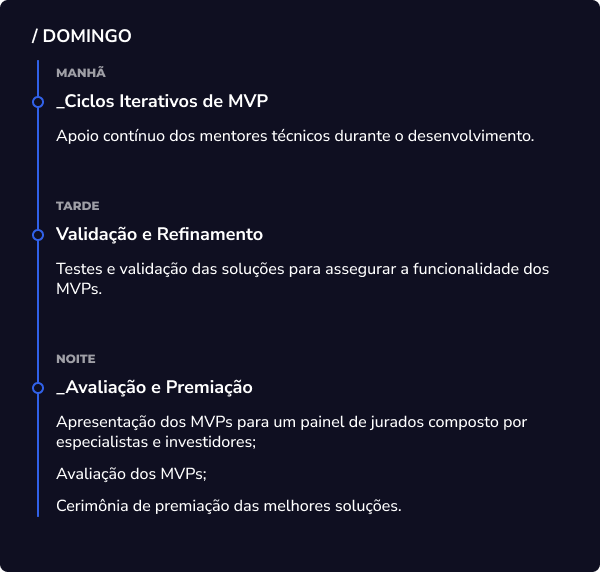 / DOMINGO
MANHÃ
_Ciclos Iterativos de MVP
Apoio contínuo dos mentores técnicos durante o desenvolvimento.
TARDE
Validação e Refinamento
Testes e validação das soluções para assegurar a funcionalidade dos
MVPs.
NOITE
_Avaliação e Premiação
Apresentação dos MVPs para um painel de jurados composto por
especialistas e investidores;
Avaliação dos MVPs;
Cerimônia de premiação das melhores soluções.